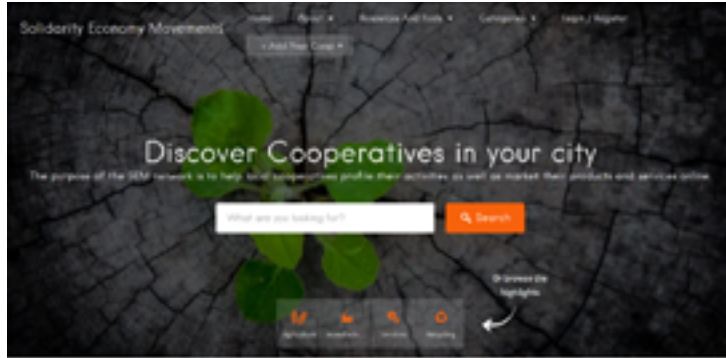 Solidarity Economy Movements
Home About Resources And Tools Categories Login / Register
+ Add Your Coop
Discover Cooperatives in your city
The purpose of the SEM network is to help local cooperatives profile their activities as well as market their products and services online
What are you looking for?
Search
Or browse the
highlights
Agriculture Services Recycling